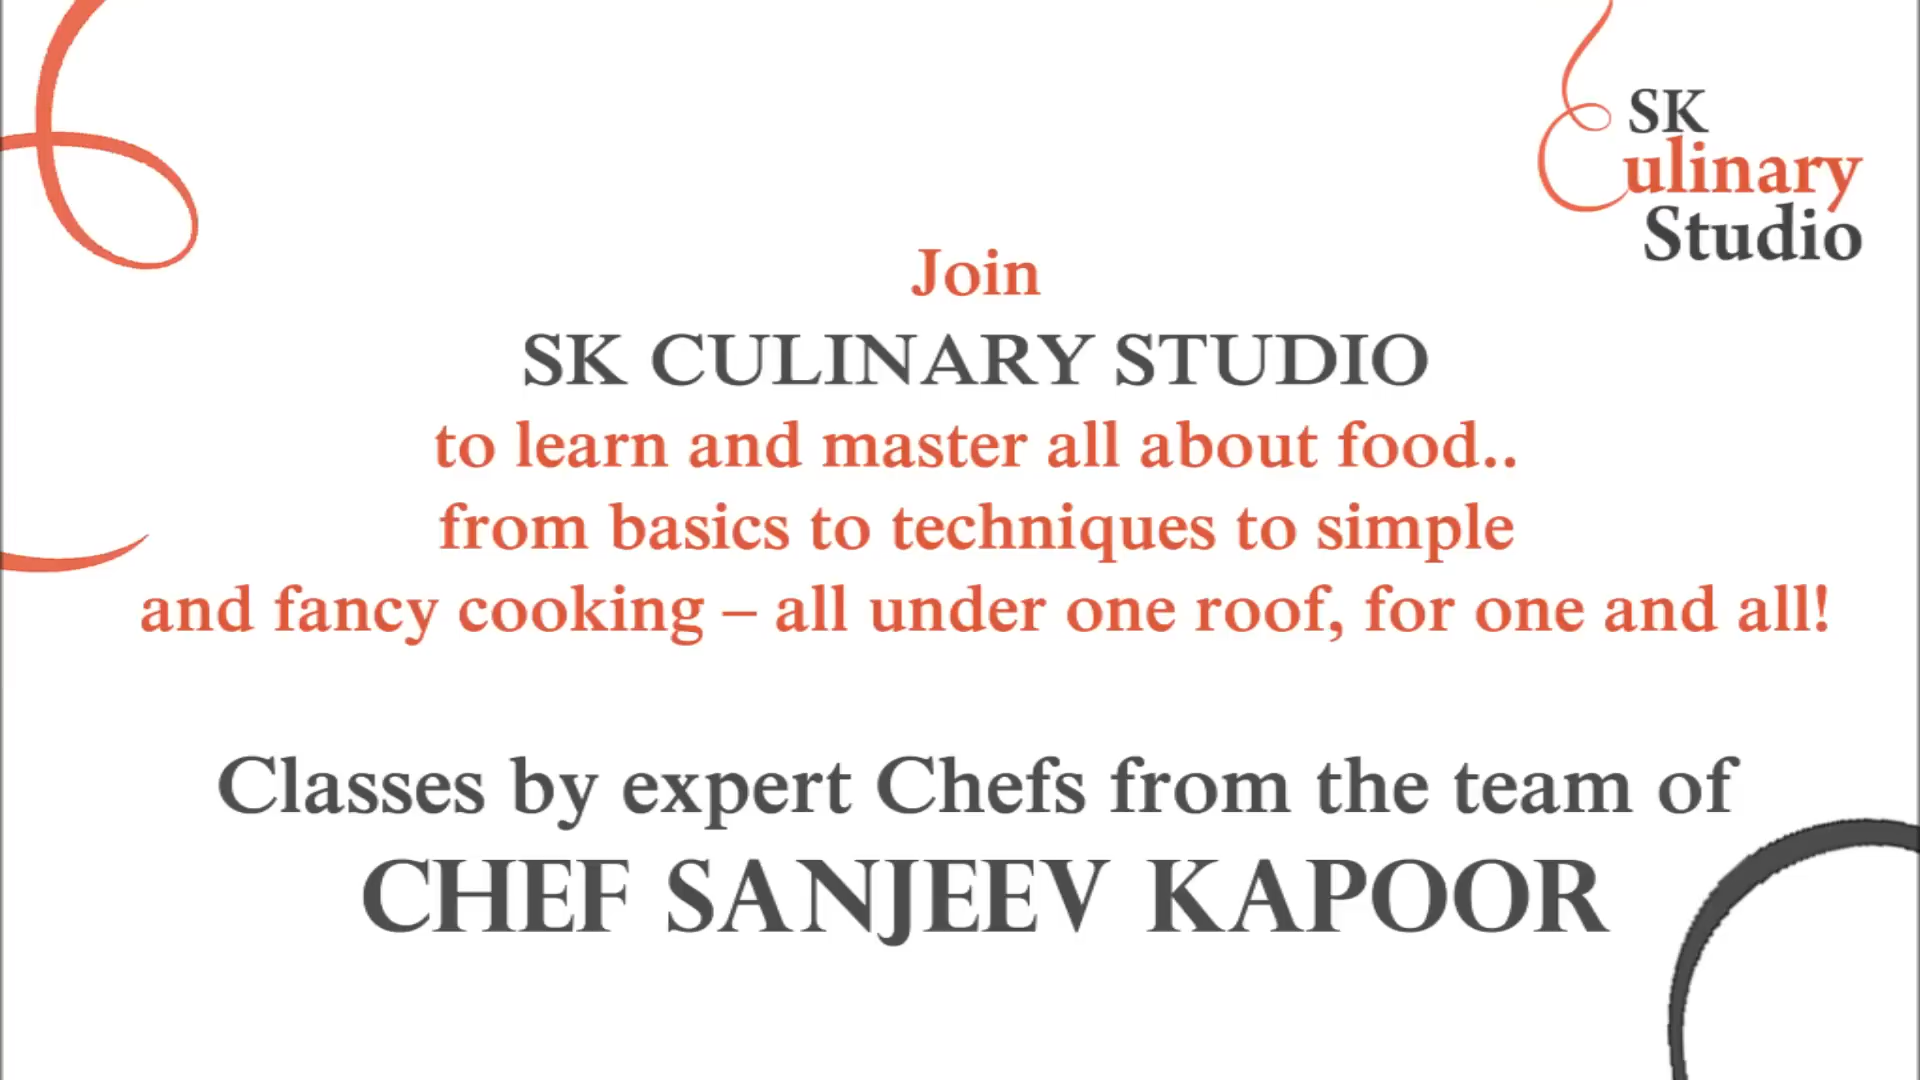 SK
Culinary
Studio
Join
SK CULINARY STUDIO
to learn and master all about food..
from basics to techniques to simple
and fancy cooking – all under one roof, for one and all!
Classes by expert Chefs from the team of
CHEF SANJEEV KAPOOR